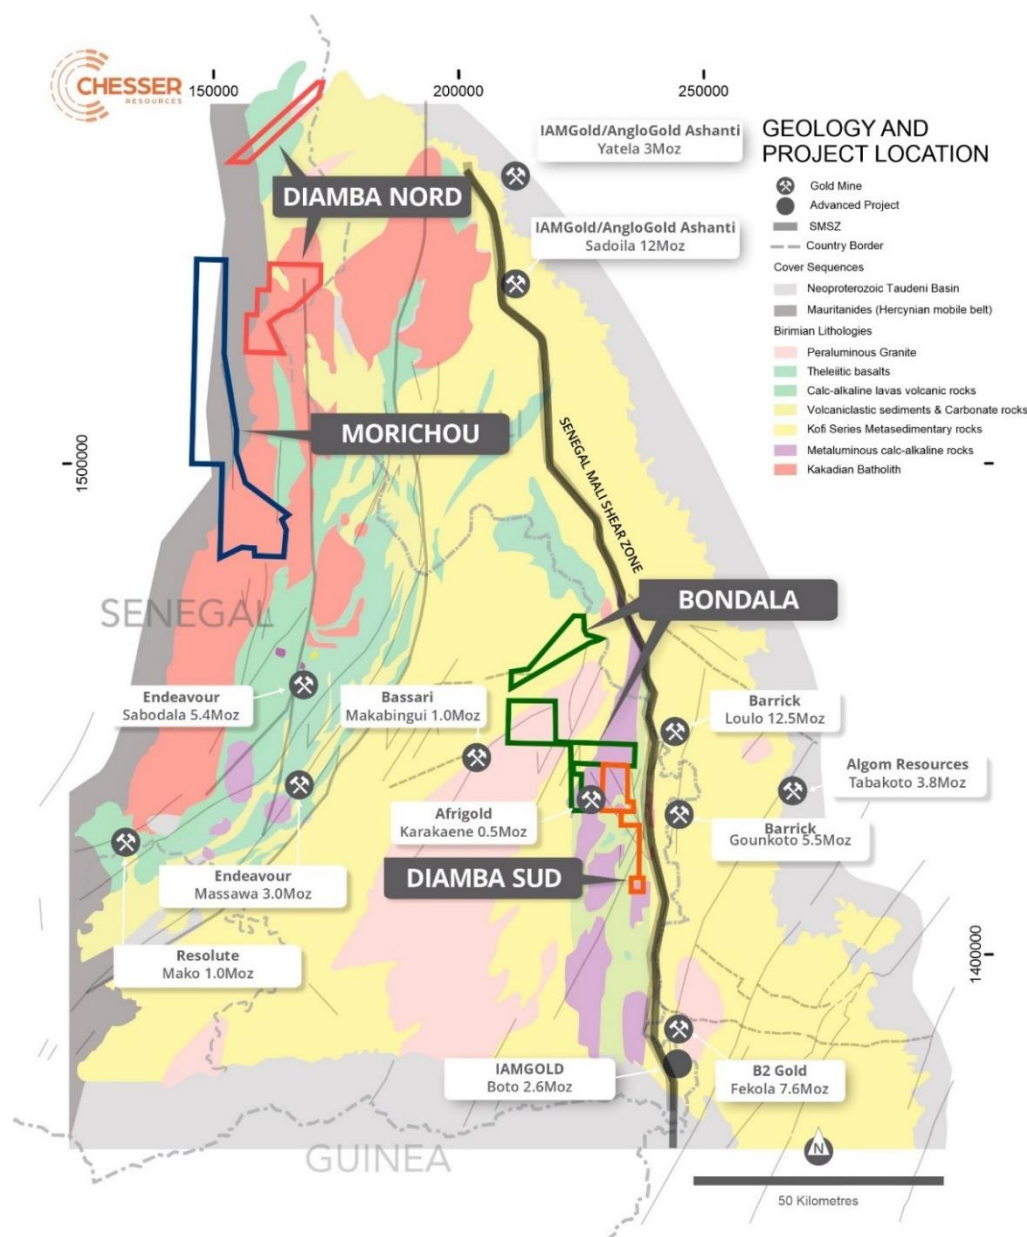 CHESSER
RESOURCES
150000
200000
250000
IAMGold/AngloGold Ashanti
Yatela 3Moz
GEOLOGY AND
PROJECT LOCATION
Gold Mine
Advanced Project
SMSZ
Country Border
Cover Sequences
Neoproterozoic Taudeni Basin
Mauritanides (Hercynian mobile belt)
Birimian Lithologies
Peraluminous Granite
Theleiitic basalts
Calc-alkaline lavas volcanic rocks
Volcaniclastic sediments & Carbonate rocks
Kofi Series Metasedimentary rocks
Metaluminous calc-alkaline rocks
Kakadian Batholith
DIAMBA NORD
IAMGold/AngloGold Ashanti
Sadoila 12Moz
MORICHOU
1500000
SENEGAL MALI SHEAR ZONE
SENEGAL
BONDALA
Endeavour
Sabodala 5.4Moz
Bassari
Makabingui 1.0Moz
Barrick
Loulo 12.5Moz
Algom Resources
Tabakoto 3.8Moz
Afrigold
Karakaene 0.5Moz
Barrick
Gounkoto 5.5Moz
Endeavour
Massawa 3.0Moz
DIAMBA SUD
Resolute
Mako 1.0Moz
1400000
IAMGOLD
Boto 2.6Moz
B2 Gold
Fekola 7.6Moz
GUINEA
N
50 Kilometres